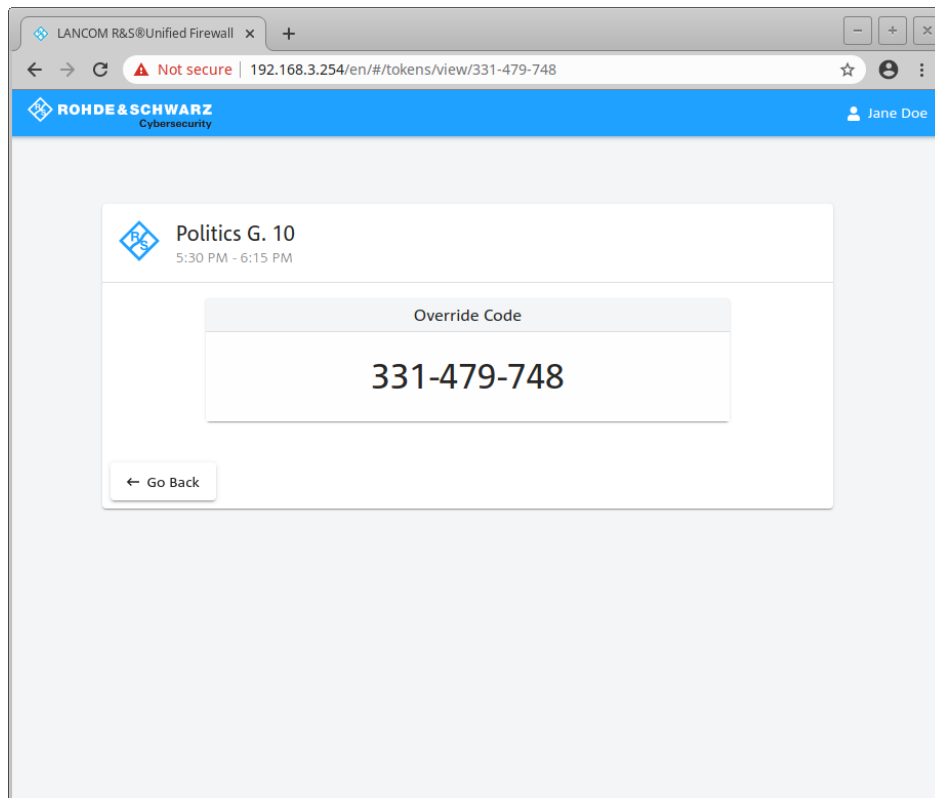 LANCOM R&S®Unified Firewall
Not secure 192.168.3.254/en/#/tokens/view/331-479-748
ROHDE&SCHWARZ
Cybersecurity
Jane Doe
R
S
Politics G. 10
5:30 PM - 6:15 PM
Override Code
331-479-748
Go Back